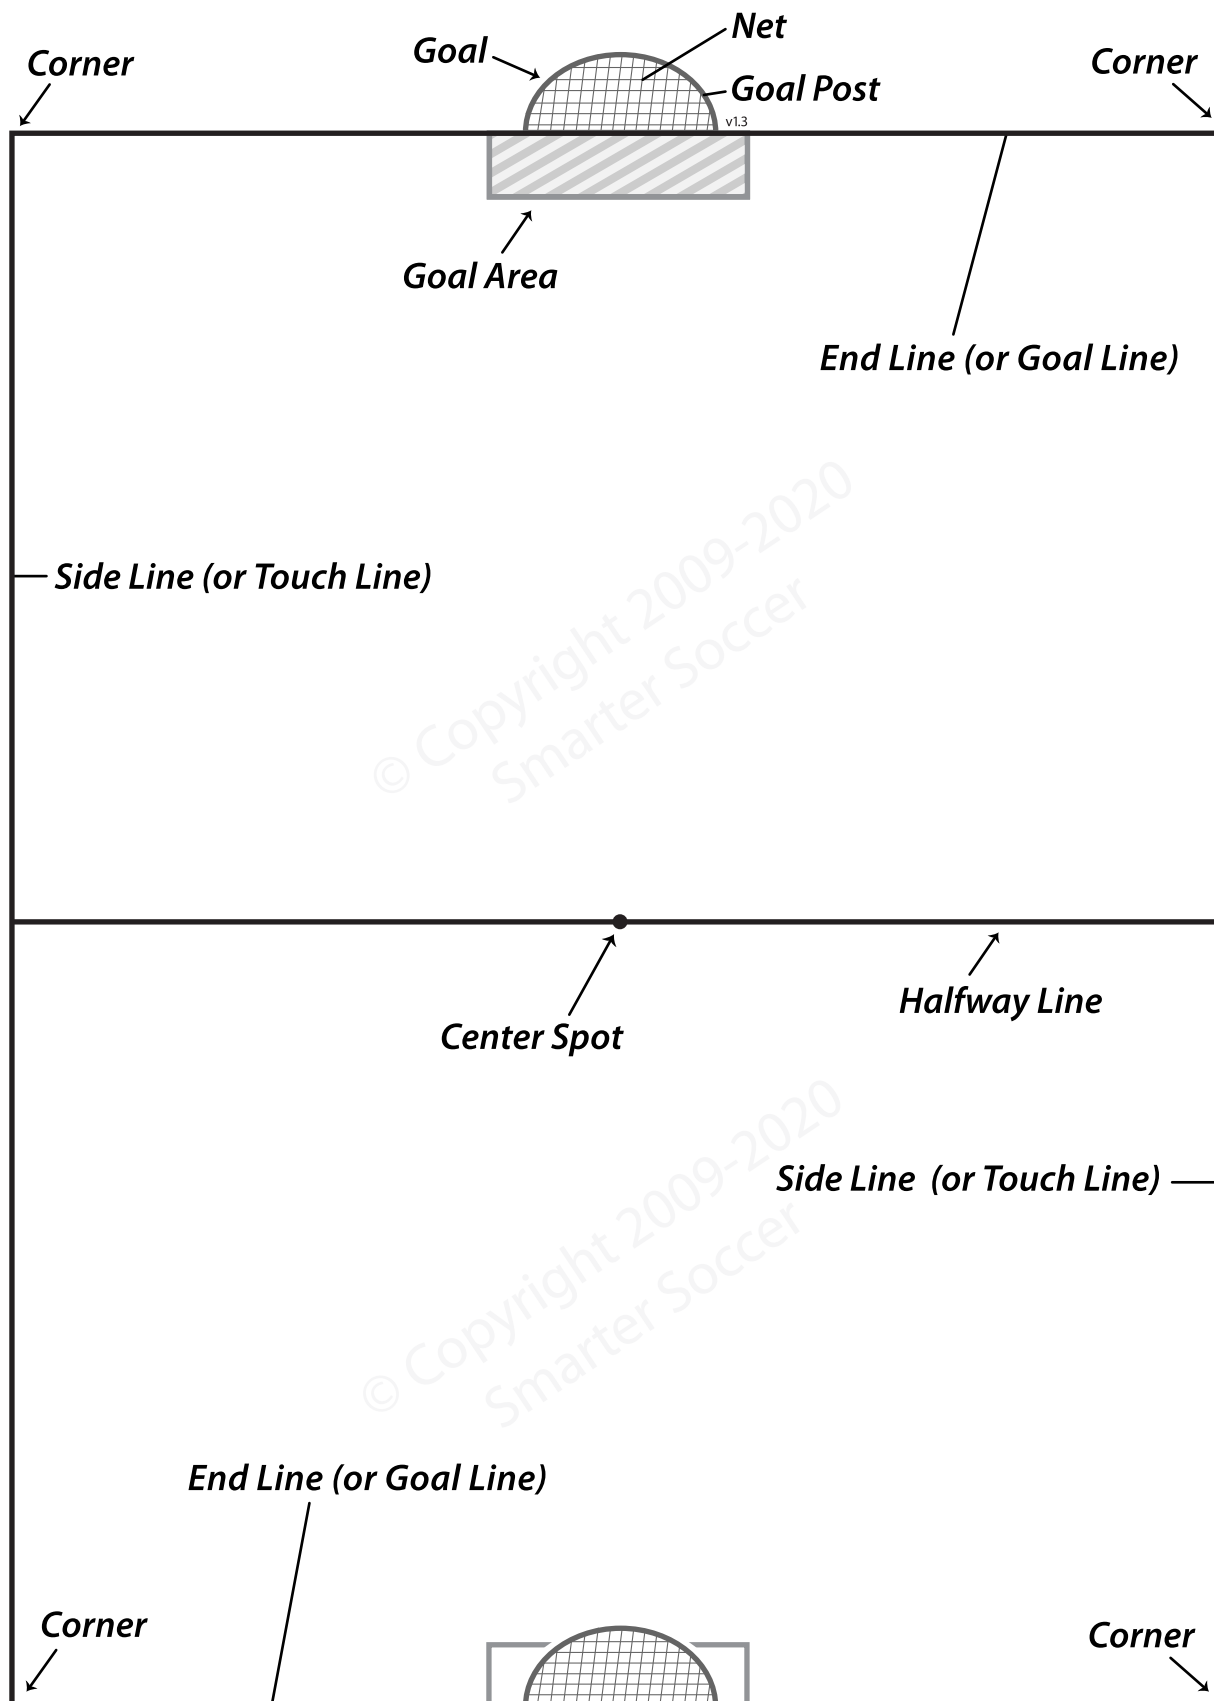 Net
Goal
Corner
Corner
Goal Post
v1.3
Goal Area
End Line (or Goal Line)
Side Line (or Touch Line)
© Copyright 2009-2020
Smarter Soccer
Halfway Line
Center Spot
Side Line  (or Touch Line)
© Copyright 2009-2020
Smarter Soccer
End Line (or Goal Line)
Corner
Corner